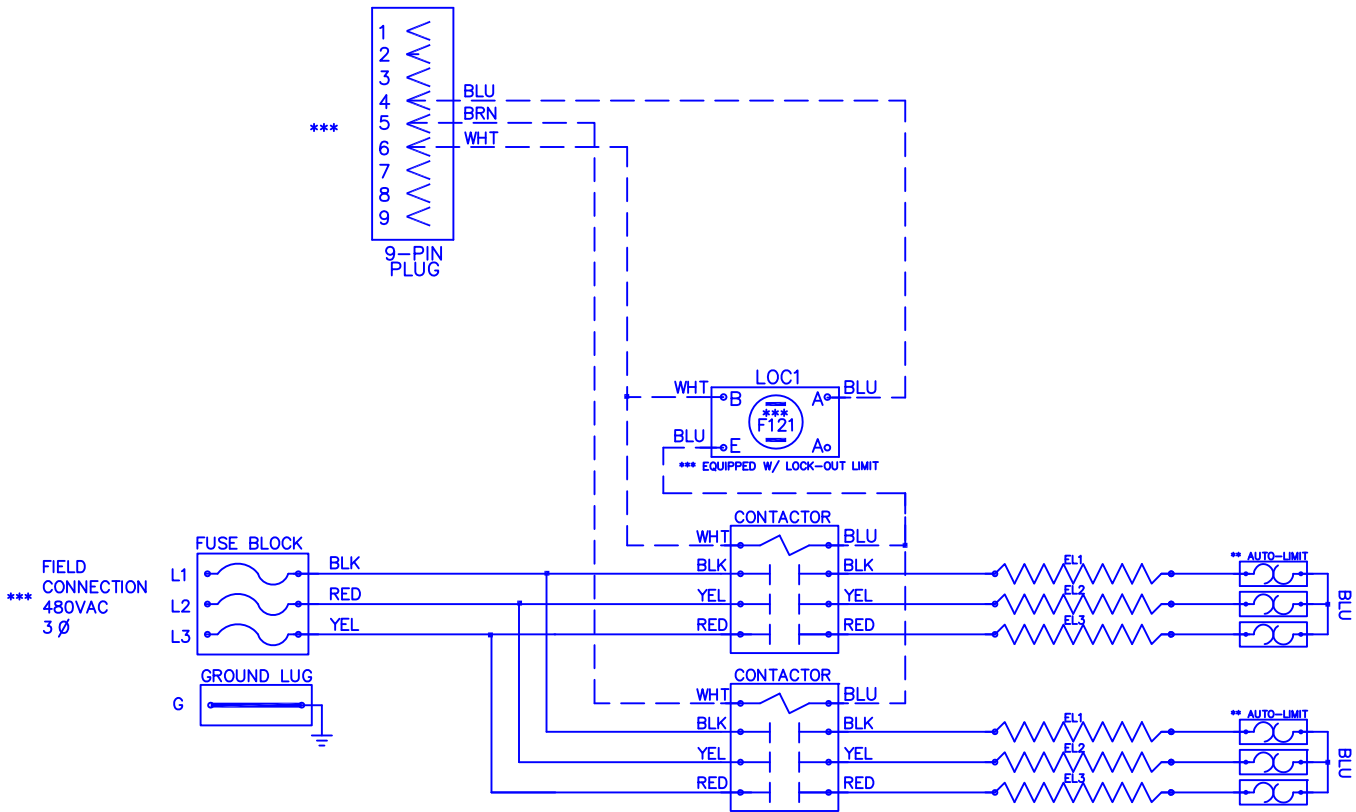 1
2
3
4
5
6
7
8
9
BLU
BRN
WHT
***
9-PIN
PLUG
LOC1
WHT
BLU
B
A
***
F121
BLU
E
A
*** EQUIPPED W/ LOCK-OUT LIMIT
FUSE BLOCK
FIELD
CONNECTION
*** 480VAC
3 Ø
L1
L2
L3
BLK
RED
YEL
GROUND LUG
G
CONTACTOR
WHT
BLU
BLK
BLK
YEL
YEL
RED
RED
EL1
EL2
EL3
** AUTO-LIMIT
BLU
CONTACTOR
WHT
BLU
BLK
BLK
YEL
YEL
RED
RED
EL1
EL2
EL3
** AUTO-LIMIT
BLU